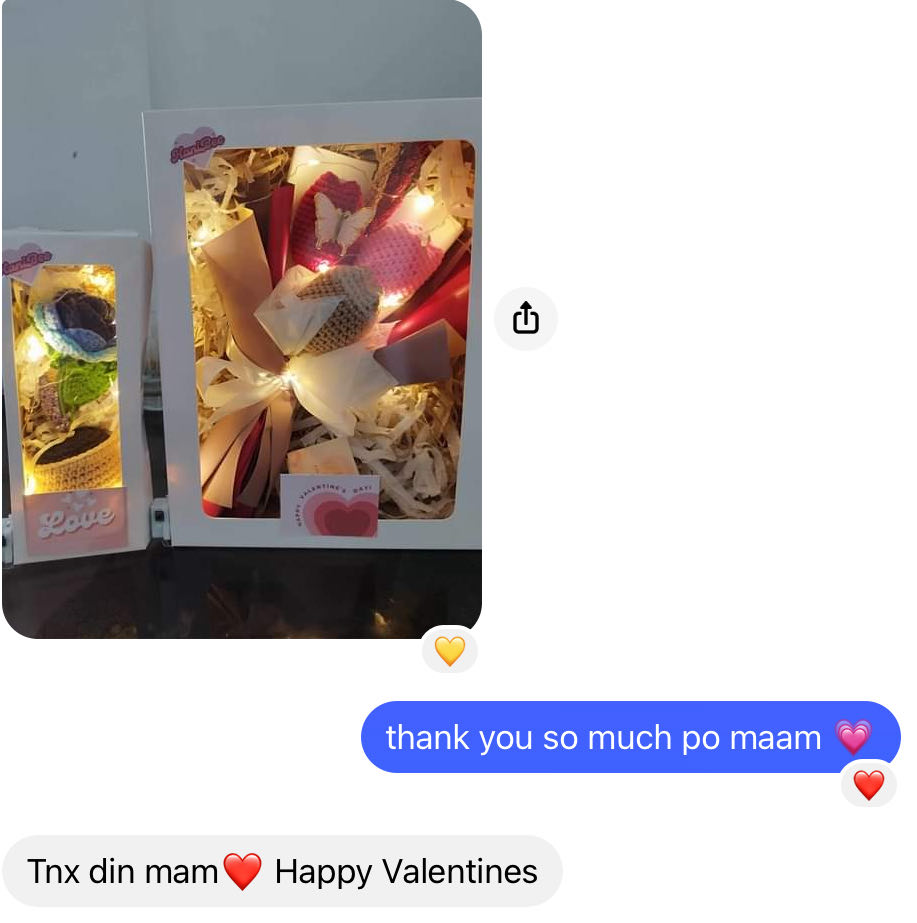 HaniBee
HaniBee
Love
HAPPY VALENTINE'S DAY!
thank you so much po maam 💗
Tnx din mam❤️ Happy Valentines